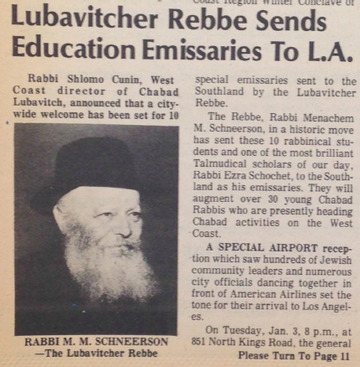 Coast Region Winter Conclave of
Lubavitcher Rebbe Sends
Education Emissaries To L.A.
Rabbi Shlomo Cunin, West
Coast director of Chabad
Lubavitch, announced that a city-
wide welcome has been set for 10
RABBI M. M. SCHNEERSON
—The Lubavitcher Rebbe
special emissaries sent to the
Southland by the Lubavitcher
Rebbe.
The Rebbe, Rabbi Menachem
M. Schneerson, in a historic move
has sent these 10 rabbinical stu-
dents and one of the most brilliant
Talmudical scholars of our day,
Rabbi Ezra Schochet, to the South-
land as his emissaries. They will
augment over 30 young Chabad
Rabbis who are presently heading
Chabad activities on the West
Coast.
A SPECIAL AIRPORT recep-
tion which saw hundreds of Jewish
community leaders and numerous
city officials dancing together in
front of American Airlines set the
tone for their arrival to Los Angel-
es.
On Tuesday, Jan. 3, 8 p.m., at
851 North Kings Road, the general
Please Turn To Page 11